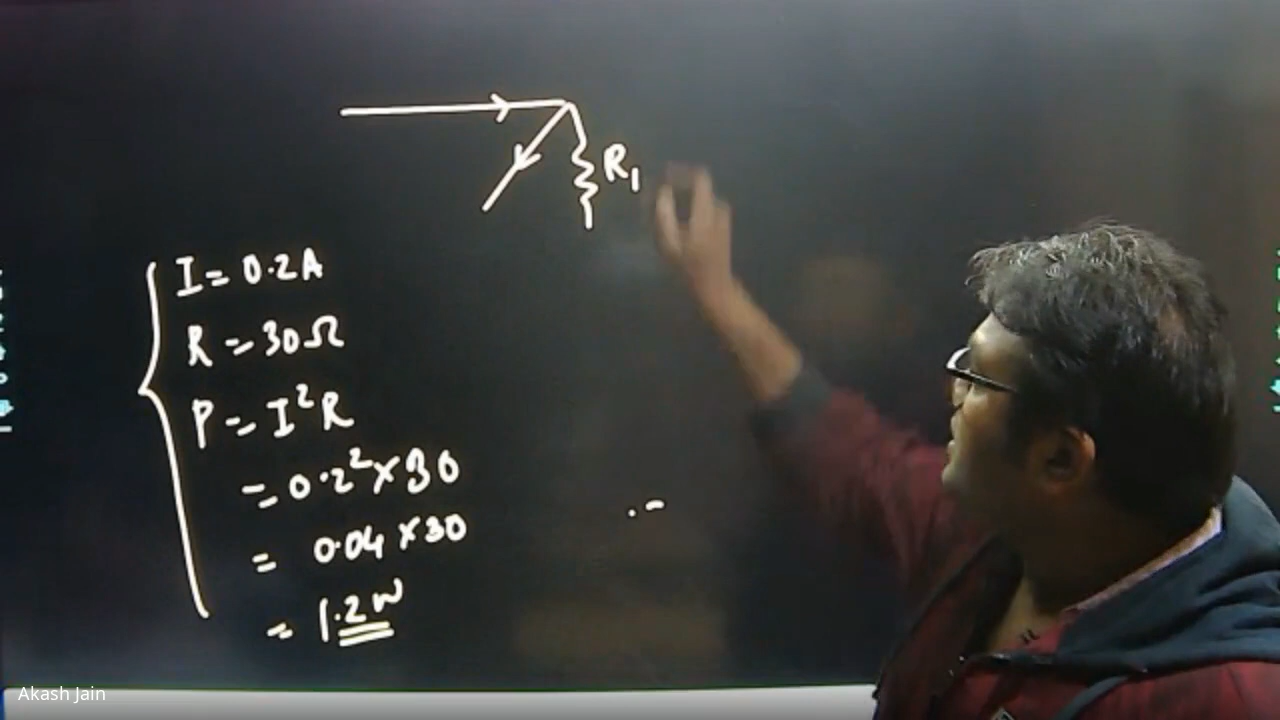 R₁
I = 0.2A
R = 30Ω
P = I²R
= 0.2² × 30
= 0.04 × 30
= 1.2W
Akash Jain